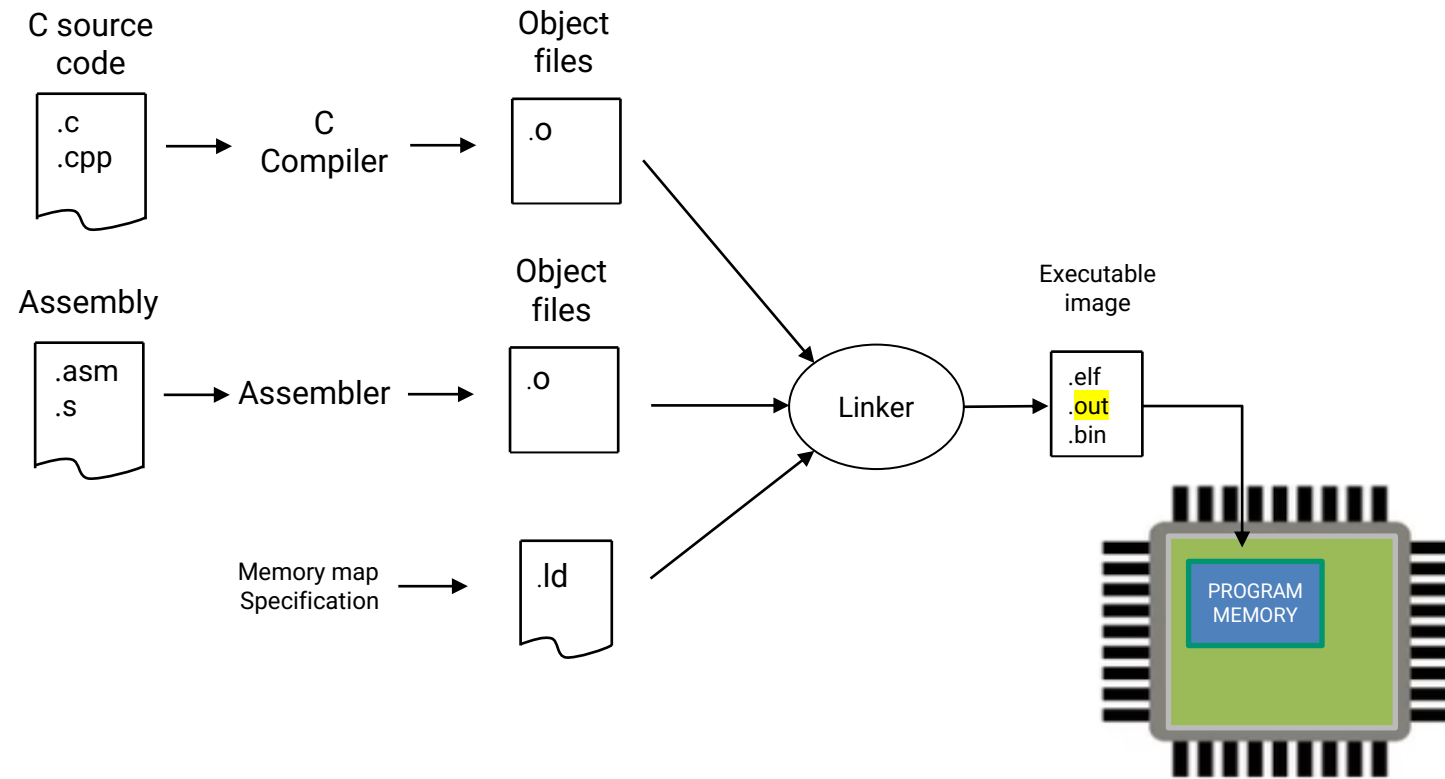 C source
code
.c
.cpp
C
Compiler
Object
files
.o
Assembly
.asm
.s
Assembler
Object
files
.o
Memory map
Specification
.ld
Linker
Executable
image
.elf
.out
.bin
PROGRAM
MEMORY